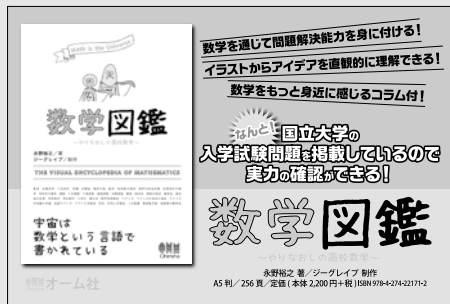 Math is the Universe
数学図鑑
～やりなおしの高校数学～
永野裕之／著
ジーグレイプ／制作
THE VISUAL ENCYCLOPEDIA OF MATHEMATICS
宇宙は
数学という言語で
書かれている
Ohmsha
数学を通じて問題解決能力を身に付ける！
イラストからアイデアを直観的に理解できる！
数学をもっと身近に感じるコラム付！
なんと！
国立大学の
入学試験問題を掲載しているので
実力の確認ができる！
数学図鑑
～やりなおしの高校数学～
永野裕之 著／ジーグレイプ 制作
A5 判／ 256 頁／定価 ( 本体 2,200 円＋税 ) ISBN 978-4-274-22171-2
オーム社